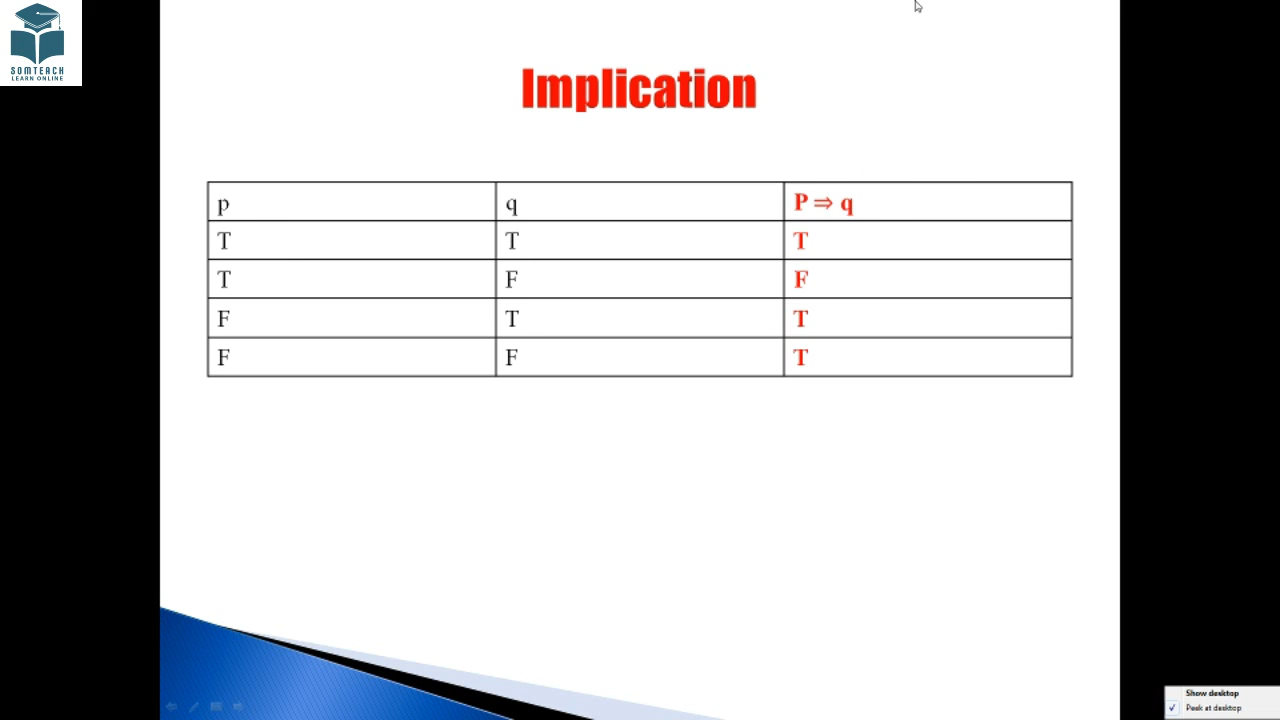 SOMTEACH
LEARN ONLINE
Implication
p q P ⇒ q
T T T
T F F
F T T
F F T
Show desktop
✓ Peek at desktop